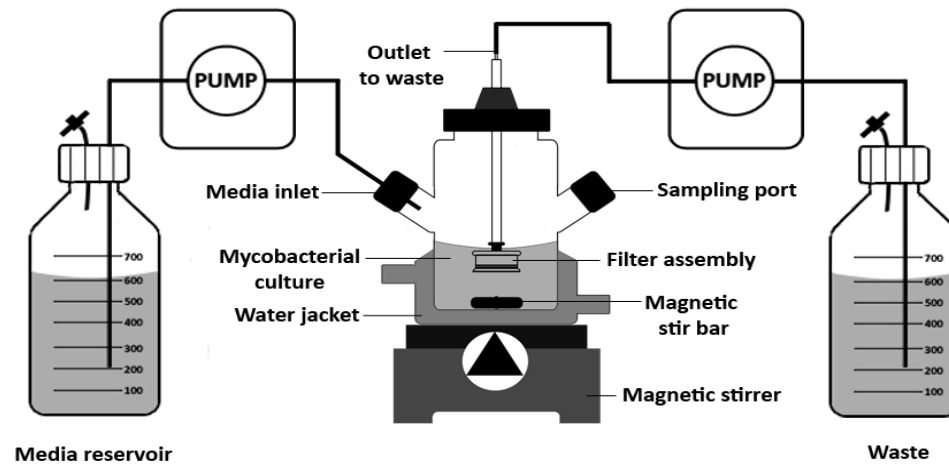 PUMP
Outlet
to waste
PUMP
Media inlet
Sampling port
Mycobacterial
culture
Filter assembly
Water jacket
Magnetic
stir bar
Magnetic stirrer
700
600
500
400
300
200
100
700
600
500
400
300
200
100
Media reservoir
Waste